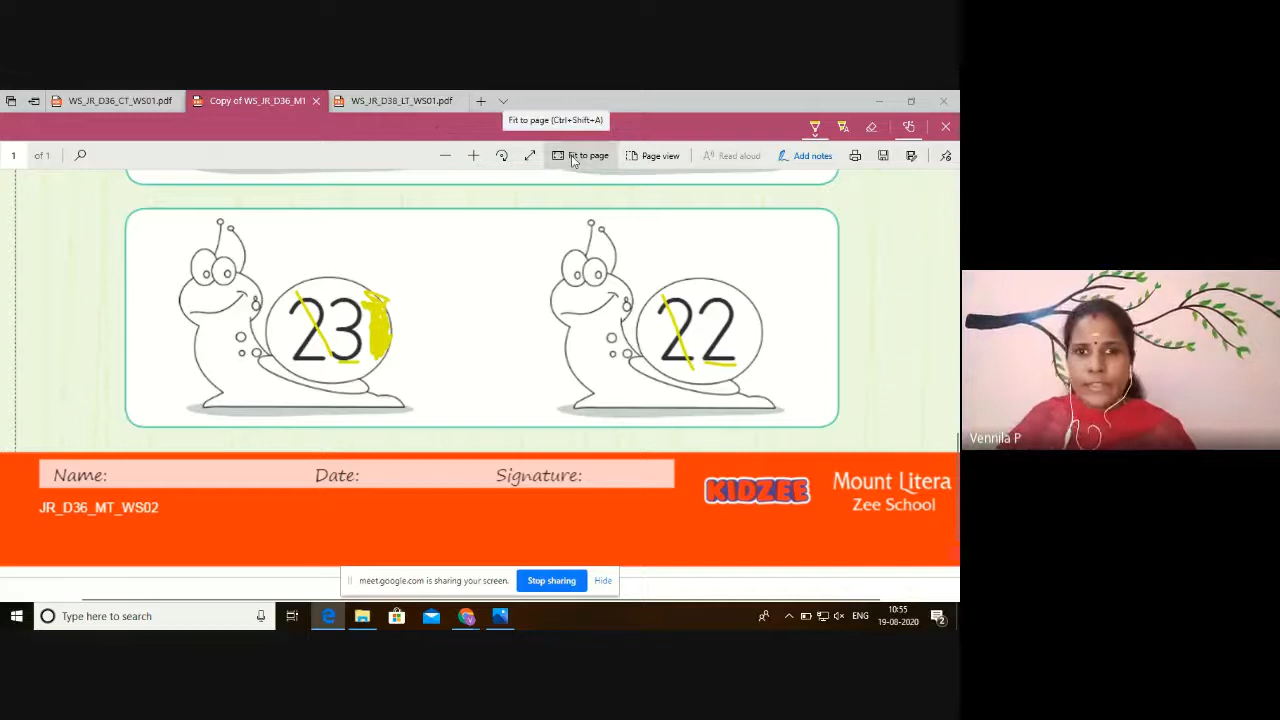 WS_JR_D36_CT_WS01.pdf
Copy of WS_JR_D36_M1
WS_JR_D38_LT_WS01.pdf
Fit to page (Ctrl+Shift+A)
1 of 1
Fit to page
Page view
Read aloud
Add notes
23
22
Vennila P
Name: Date: Signature:
KIDZEE
Mount Litera
Zee School
JR_D36_MT_WS02
meet.google.com is sharing your screen. Stop sharing Hide
Type here to search
ENG
10:55
19-08-2020
2